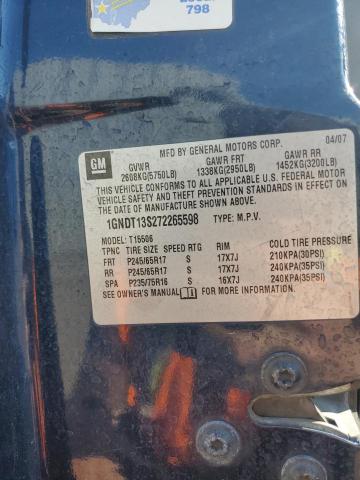 798
GM
MFD BY GENERAL MOTORS CORP. 04/07
GVWR GAWR FRT GAWR RR
2608KG(5750LB) 1338KG(2950LB) 1452KG(3200LB)
THIS VEHICLE CONFORMS TO ALL APPLICABLE U.S. FEDERAL
MOTOR VEHICLE SAFETY AND THEFT PREVENTION STANDARDS
IN EFFECT ON THE DATE OF MANUFACTURE SHOWN ABOVE.
1GNDT13S272265598 TYPE: M.P.V.
MODEL: T15506
TPNC TIRE SIZE SPEED RTG RIM COLD TIRE PRESSURE
FRT P245/65R17 S 17X7J 210KPA(30PSI)
RR P245/65R17 S 17X7J 240KPA(35PSI)
SPA P235/75R16 S 16X7J 240KPA(35PSI)
SEE OWNER'S MANUAL FOR MORE INFORMATION.